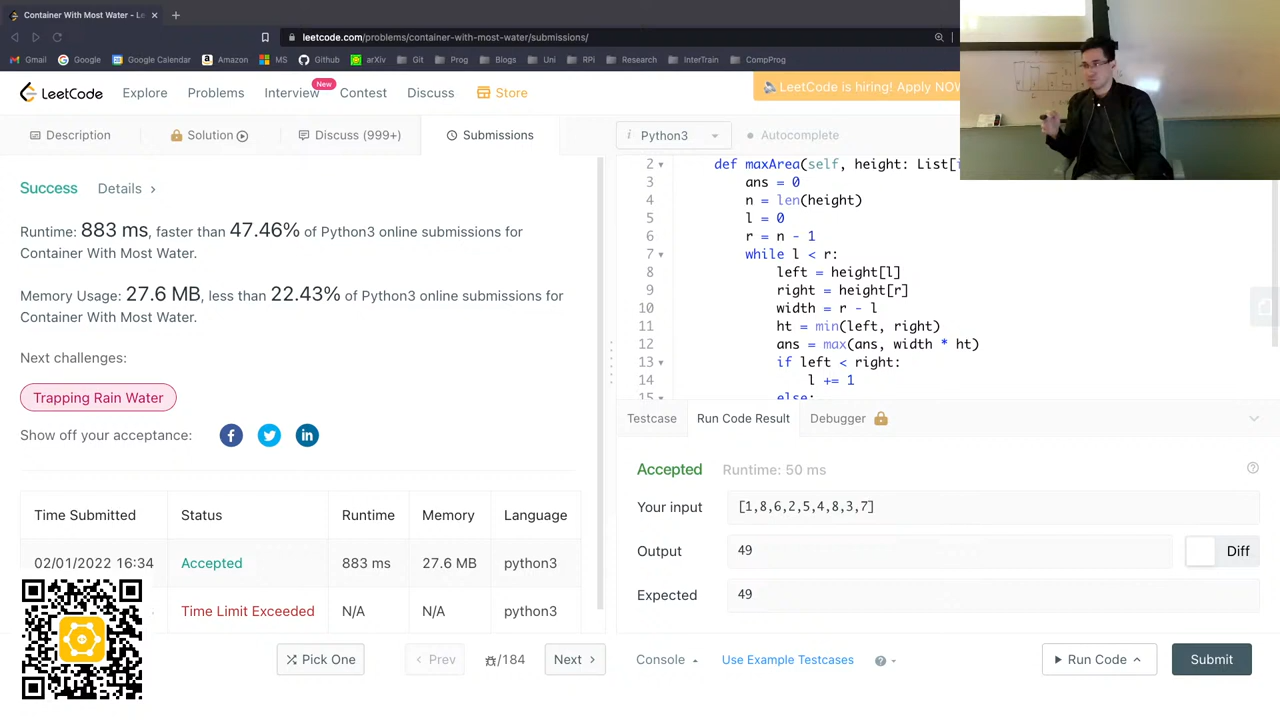 Container With Most Water - Le
leetcode.com/problems/container-with-most-water/submissions/
Gmail Google Google Calendar Amazon MS Github arXiv Git Prog Blogs Uni RPi Research InterTrain CompProg
LeetCode Explore Problems Interview New Contest Discuss Store
LeetCode is hiring! Apply NOW
Description Solution Discuss (999+) Submissions
i Python3 Autocomplete
Success Details
Runtime: 883 ms, faster than 47.46% of Python3 online submissions for
Container With Most Water.
Memory Usage: 27.6 MB, less than 22.43% of Python3 online submissions for
Container With Most Water.
Next challenges:
Trapping Rain Water
Show off your acceptance:
Time Submitted Status Runtime Memory Language
02/01/2022 16:34 Accepted 883 ms 27.6 MB python3
Time Limit Exceeded N/A N/A python3
2 def maxArea(self, height: List[i
3 ans = 0
4 n = len(height)
5 l = 0
6 r = n - 1
7 while l < r:
8 left = height[l]
9 right = height[r]
10 width = r - l
11 ht = min(left, right)
12 ans = max(ans, width * ht)
13 if left < right:
14 l += 1
15 else:
Testcase Run Code Result Debugger
Accepted Runtime: 50 ms
Your input [1,8,6,2,5,4,8,3,7]
Output 49 Diff
Expected 49
Pick One Prev /184 Next
Console Use Example Testcases ? Run Code Submit